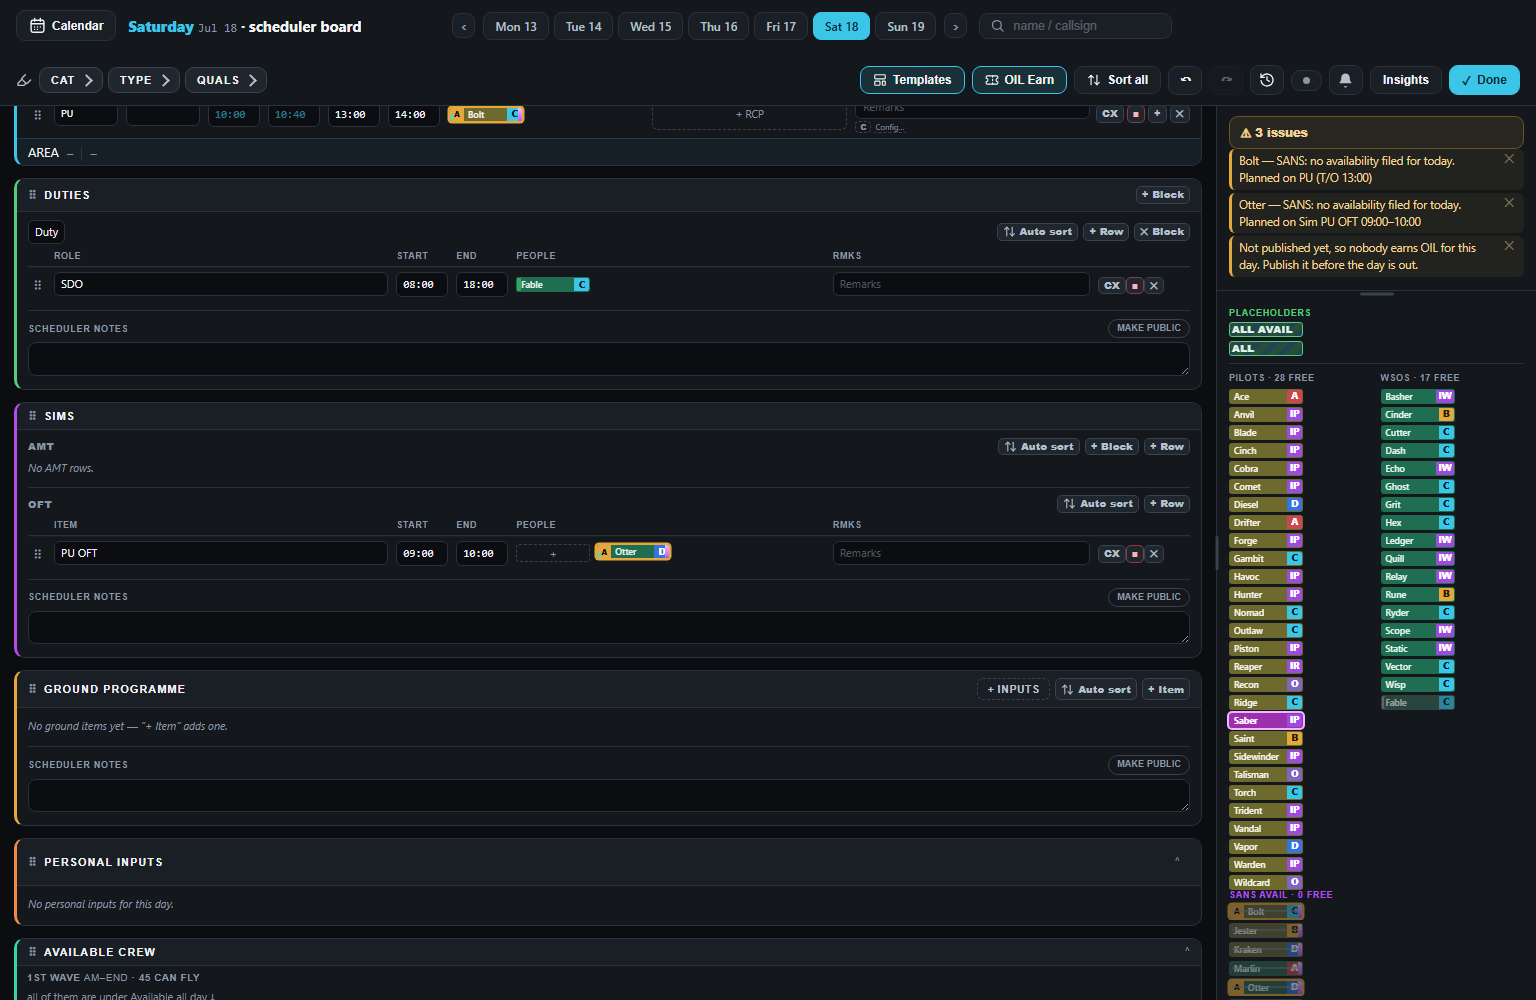 Calendar
Saturday Jul 18 · scheduler board
‹ Mon 13 Tue 14 Wed 15 Thu 16 Fri 17 Sat 18 Sun 19 ›
name / callsign
CAT TYPE QUALS
Templates OIL Earn Sort all Insights ✓ Done
PU 10:00 10:40 13:00 14:00 A Bolt C + RCP Remarks CX + ✕
C Config...
AREA – –
DUTIES + Block
Duty Auto sort + Row ✕ Block
ROLE START END PEOPLE RMKS
SDO 08:00 18:00 Fable C Remarks CX ✕
SCHEDULER NOTES MAKE PUBLIC
SIMS
AMT Auto sort + Block + Row
No AMT rows.
OFT Auto sort + Row
ITEM START END PEOPLE RMKS
PU OFT 09:00 10:00 + A Otter D Remarks CX ✕
SCHEDULER NOTES MAKE PUBLIC
GROUND PROGRAMME + INPUTS Auto sort + Item
No ground items yet — "+ Item" adds one.
SCHEDULER NOTES MAKE PUBLIC
PERSONAL INPUTS
No personal inputs for this day.
AVAILABLE CREW
1ST WAVE AM–END · 45 CAN FLY
all of them are under Available all day ↓
⚠ 3 issues
Bolt — SANS: no availability filed for today.
Planned on PU (T/O 13:00)
Otter — SANS: no availability filed for today.
Planned on Sim PU OFT 09:00–10:00
Not published yet, so nobody earns OIL for this
day. Publish it before the day is out.
PLACEHOLDERS
ALL AVAIL
ALL
PILOTS · 28 FREE
Ace A
Anvil IP
Blade IP
Cinch IP
Cobra IP
Comet IP
Diesel D
Drifter A
Forge IP
Gambit C
Havoc IP
Hunter IP
Nomad C
Outlaw C
Piston IP
Reaper IR
Recon O
Ridge C
Saber IP
Saint B
Sidewinder IP
Talisman O
Torch C
Trident IP
Vandal IP
Vapor D
Warden IP
Wildcard O
WSOS · 17 FREE
Basher IW
Cinder B
Cutter C
Dash C
Echo IW
Ghost C
Grit C
Hex C
Ledger IW
Quill IW
Relay IW
Rune B
Ryder C
Scope IW
Static IW
Vector C
Wisp C
Fable C
SANS AVAIL · 0 FREE
A Bolt C
Jester B
Kraken D
Marlin A
A Otter D